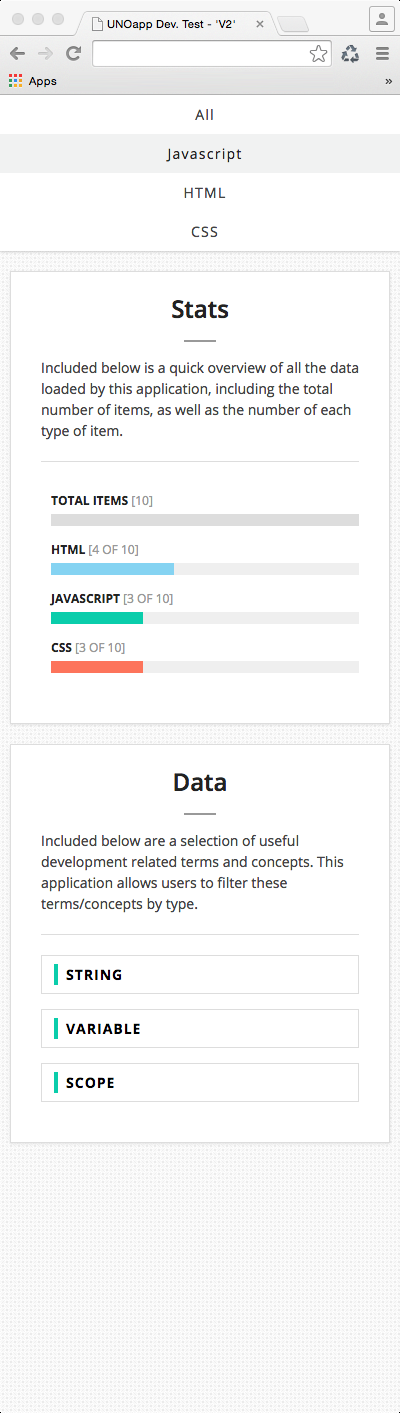 UNOapp Dev. Test - 'V2'
Apps
»
All
Javascript
HTML
CSS
Stats
Included below is a quick overview of all the data
loaded by this application, including the total
number of items, as well as the number of each
type of item.
TOTAL ITEMS [10]
HTML [4 OF 10]
JAVASCRIPT [3 OF 10]
CSS [3 OF 10]
Data
Included below are a selection of useful
development related terms and concepts. This
application allows users to filter these
terms/concepts by type.
STRING
VARIABLE
SCOPE